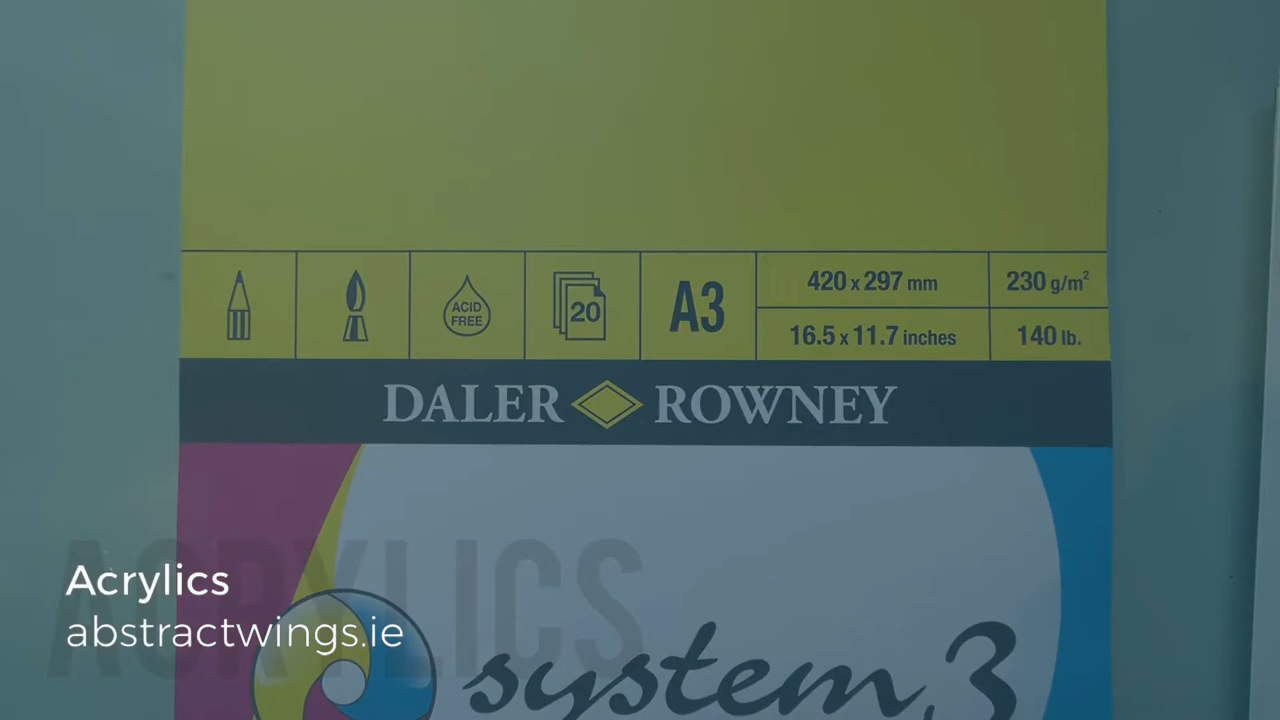 ACID
FREE
20
A3
420 x 297 mm
230 g/m²
16.5 x 11.7 inches
140 lb.
DALER ROWNEY
ACRYLICS
Acrylics
abstractwings.ie
system 3